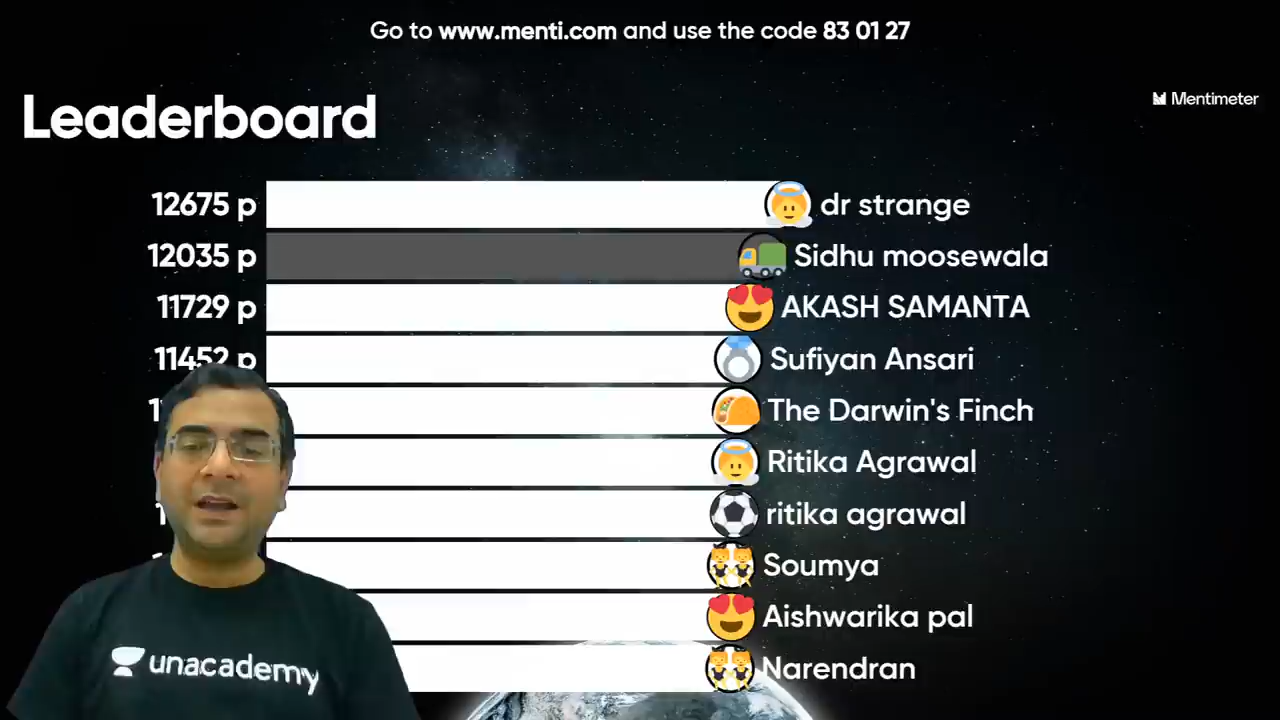 Go to www.menti.com and use the code 83 01 27
Leaderboard
Mentimeter
12675 p dr strange
12035 p Sidhu moosewala
11729 p AKASH SAMANTA
11452 p Sufiyan Ansari
The Darwin's Finch
Ritika Agrawal
ritika agrawal
Soumya
Aishwarika pal
Narendran
unacademy